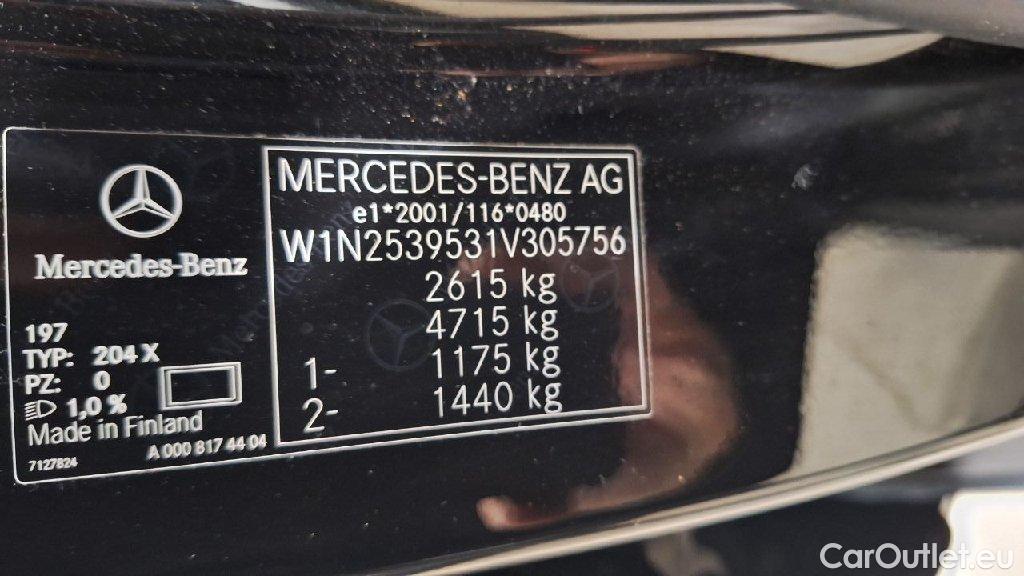 Mercedes-Benz
197
TYP: 204 X
PZ: 0
1,0 %
Made in Finland
7127824
A 000 817 44 04
MERCEDES-BENZ AG
e1*2001/116*0480
W1N2539531V305756
2615 kg
4715 kg
1- 1175 kg
2- 1440 kg
CarOutlet.eu